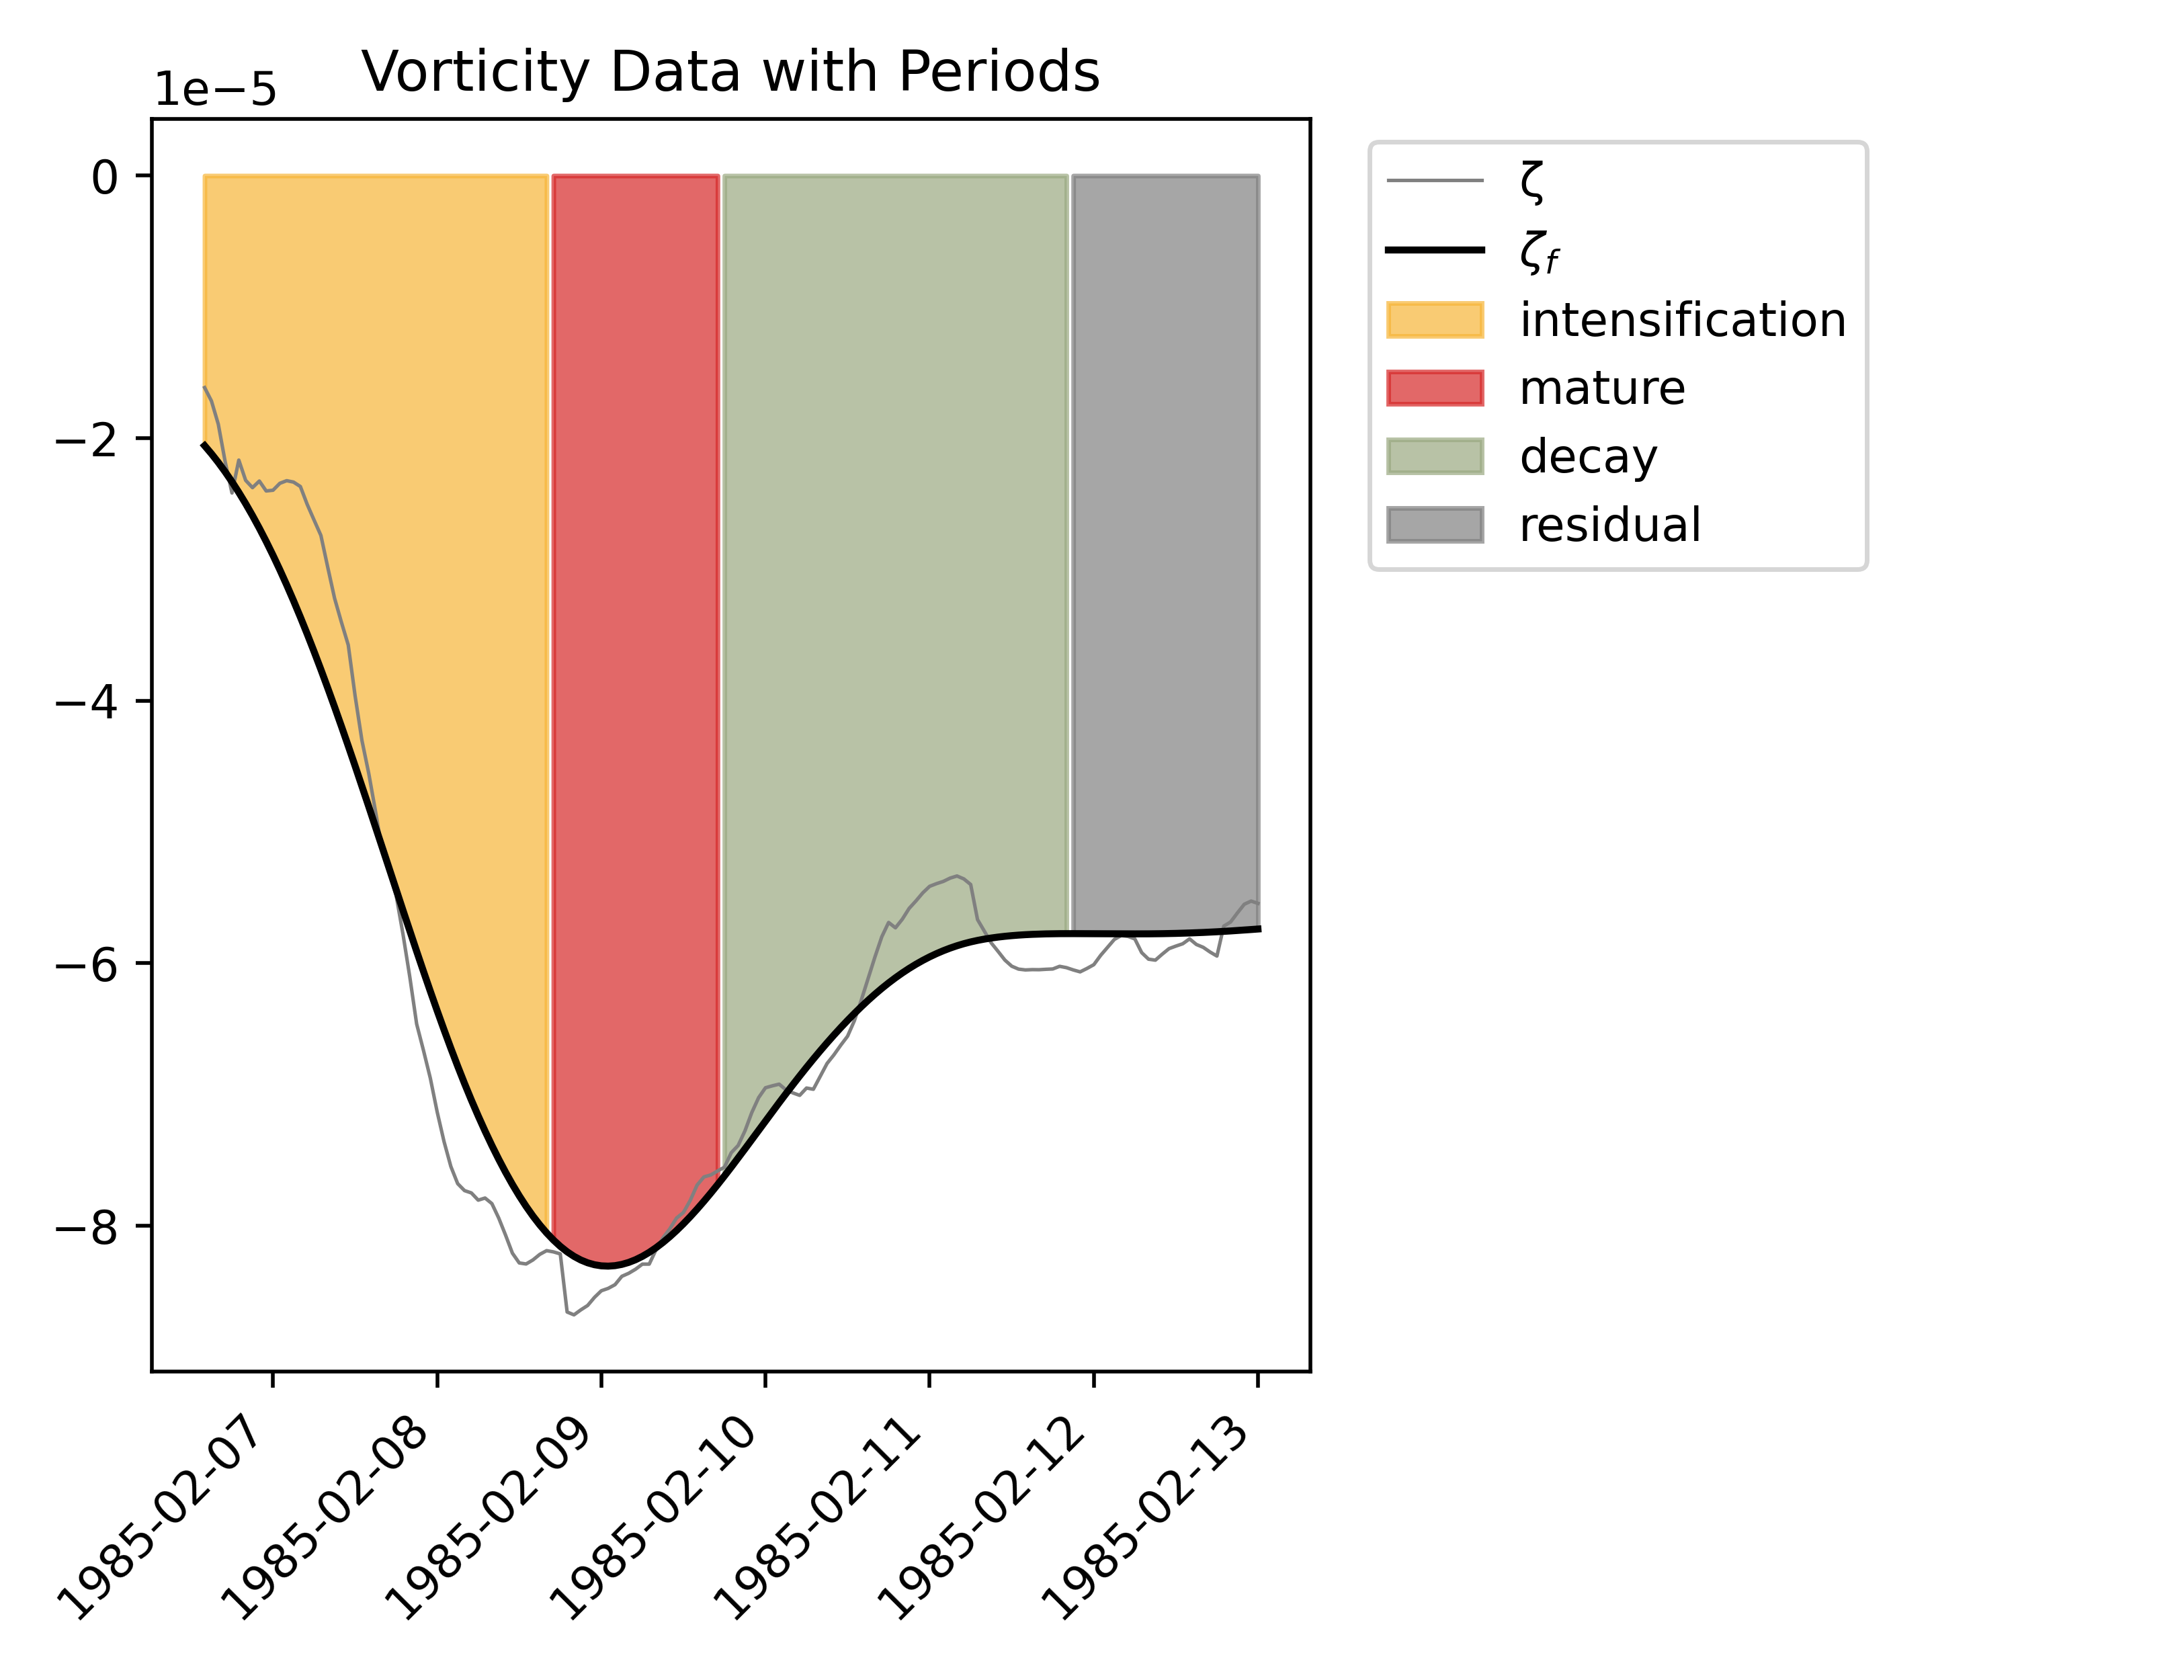 Vorticity Data with Periods
1e−5
0
−2
−4
−6
−8
1985-02-07
1985-02-08
1985-02-09
1985-02-10
1985-02-11
1985-02-12
1985-02-13
ζ
ζf
intensification
mature
decay
residual